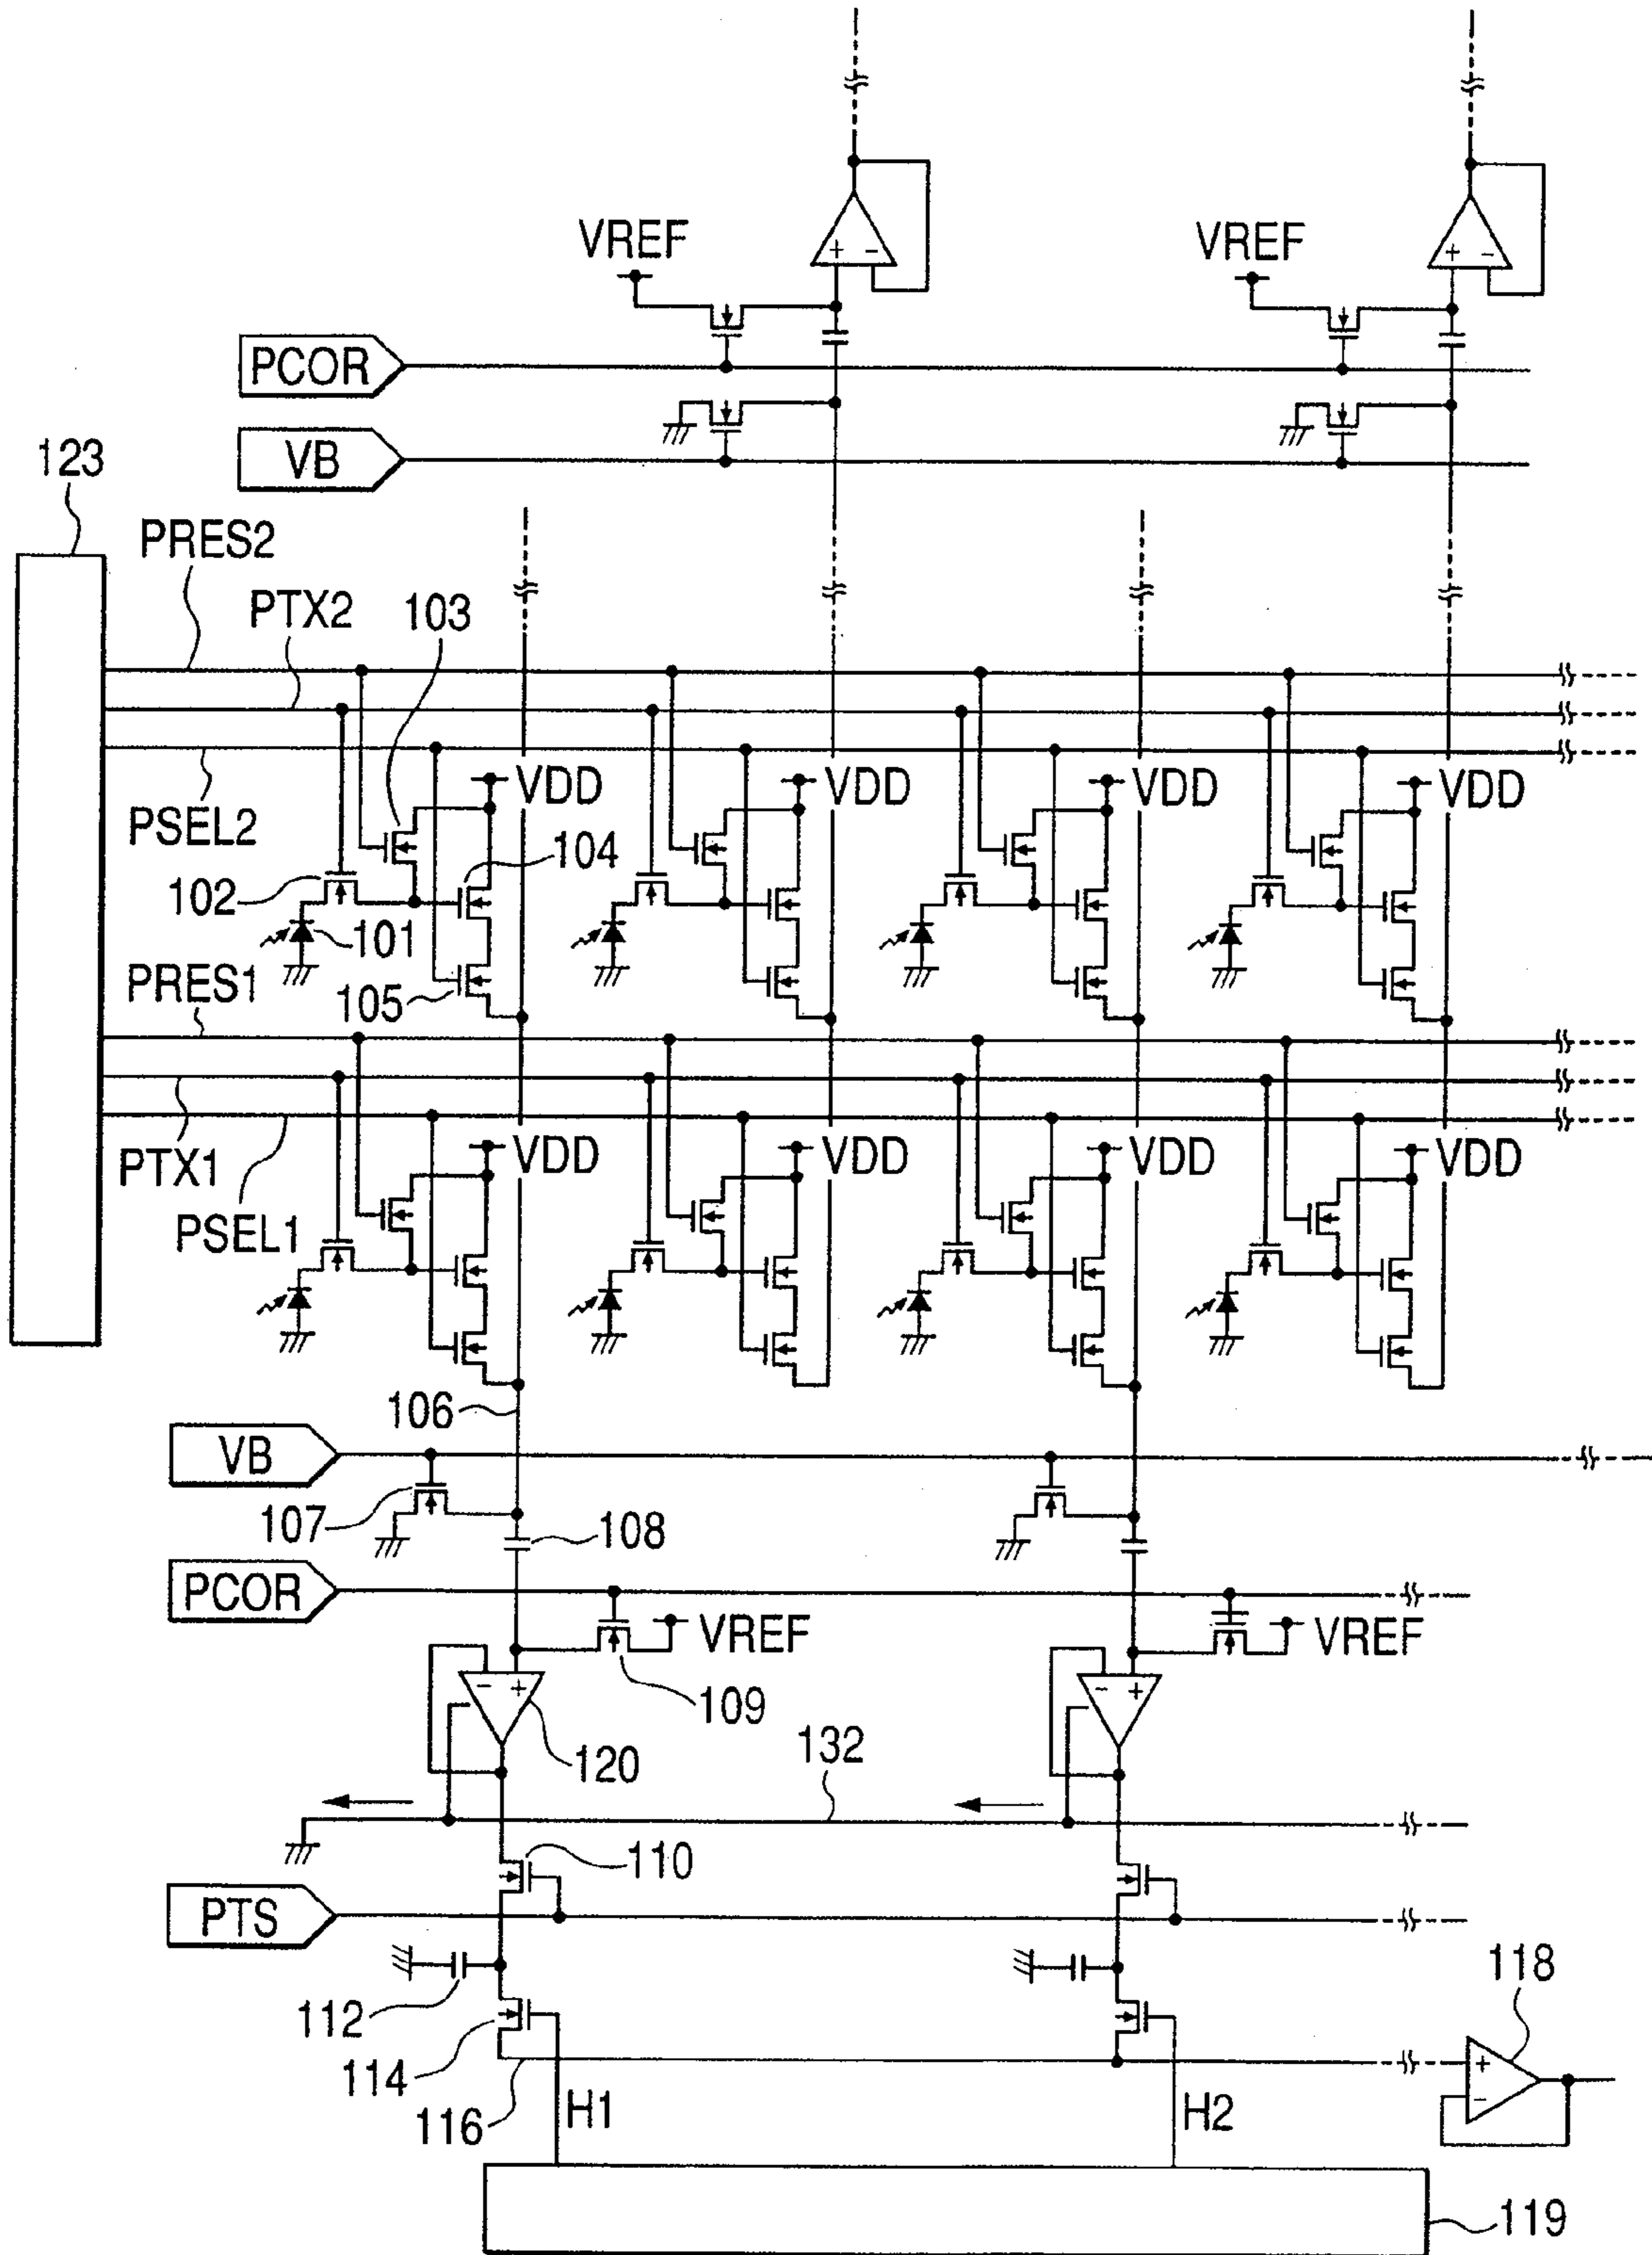 VREF VREF
+ - + -
PCOR
VB
123
PRES2
PTX2 103
VDD VDD VDD VDD
PSEL2
104
102
101
PRES1
105
VDD VDD VDD VDD
PTX1
PSEL1
106
VB
107 108
PCOR
VREF VREF
- + - +
109
120 132
110
PTS
118
112
114
+
-
116 H1 H2
119